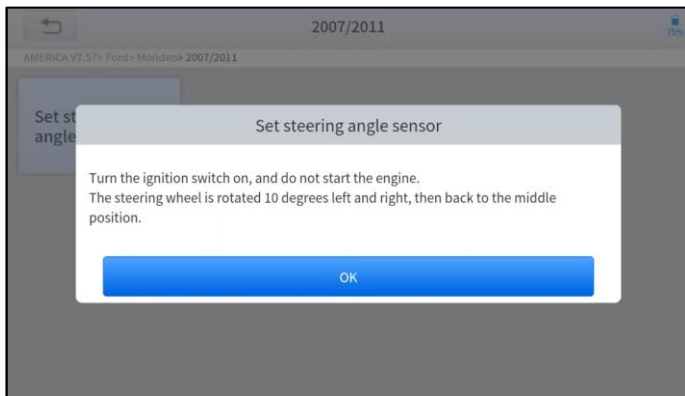 2007/2011
75%
AMERICA V7.57> Ford> Mondeo> 2007/2011
Set st
angle
Set steering angle sensor
Turn the ignition switch on, and do not start the engine.
The steering wheel is rotated 10 degrees left and right, then back to the middle
position.
OK